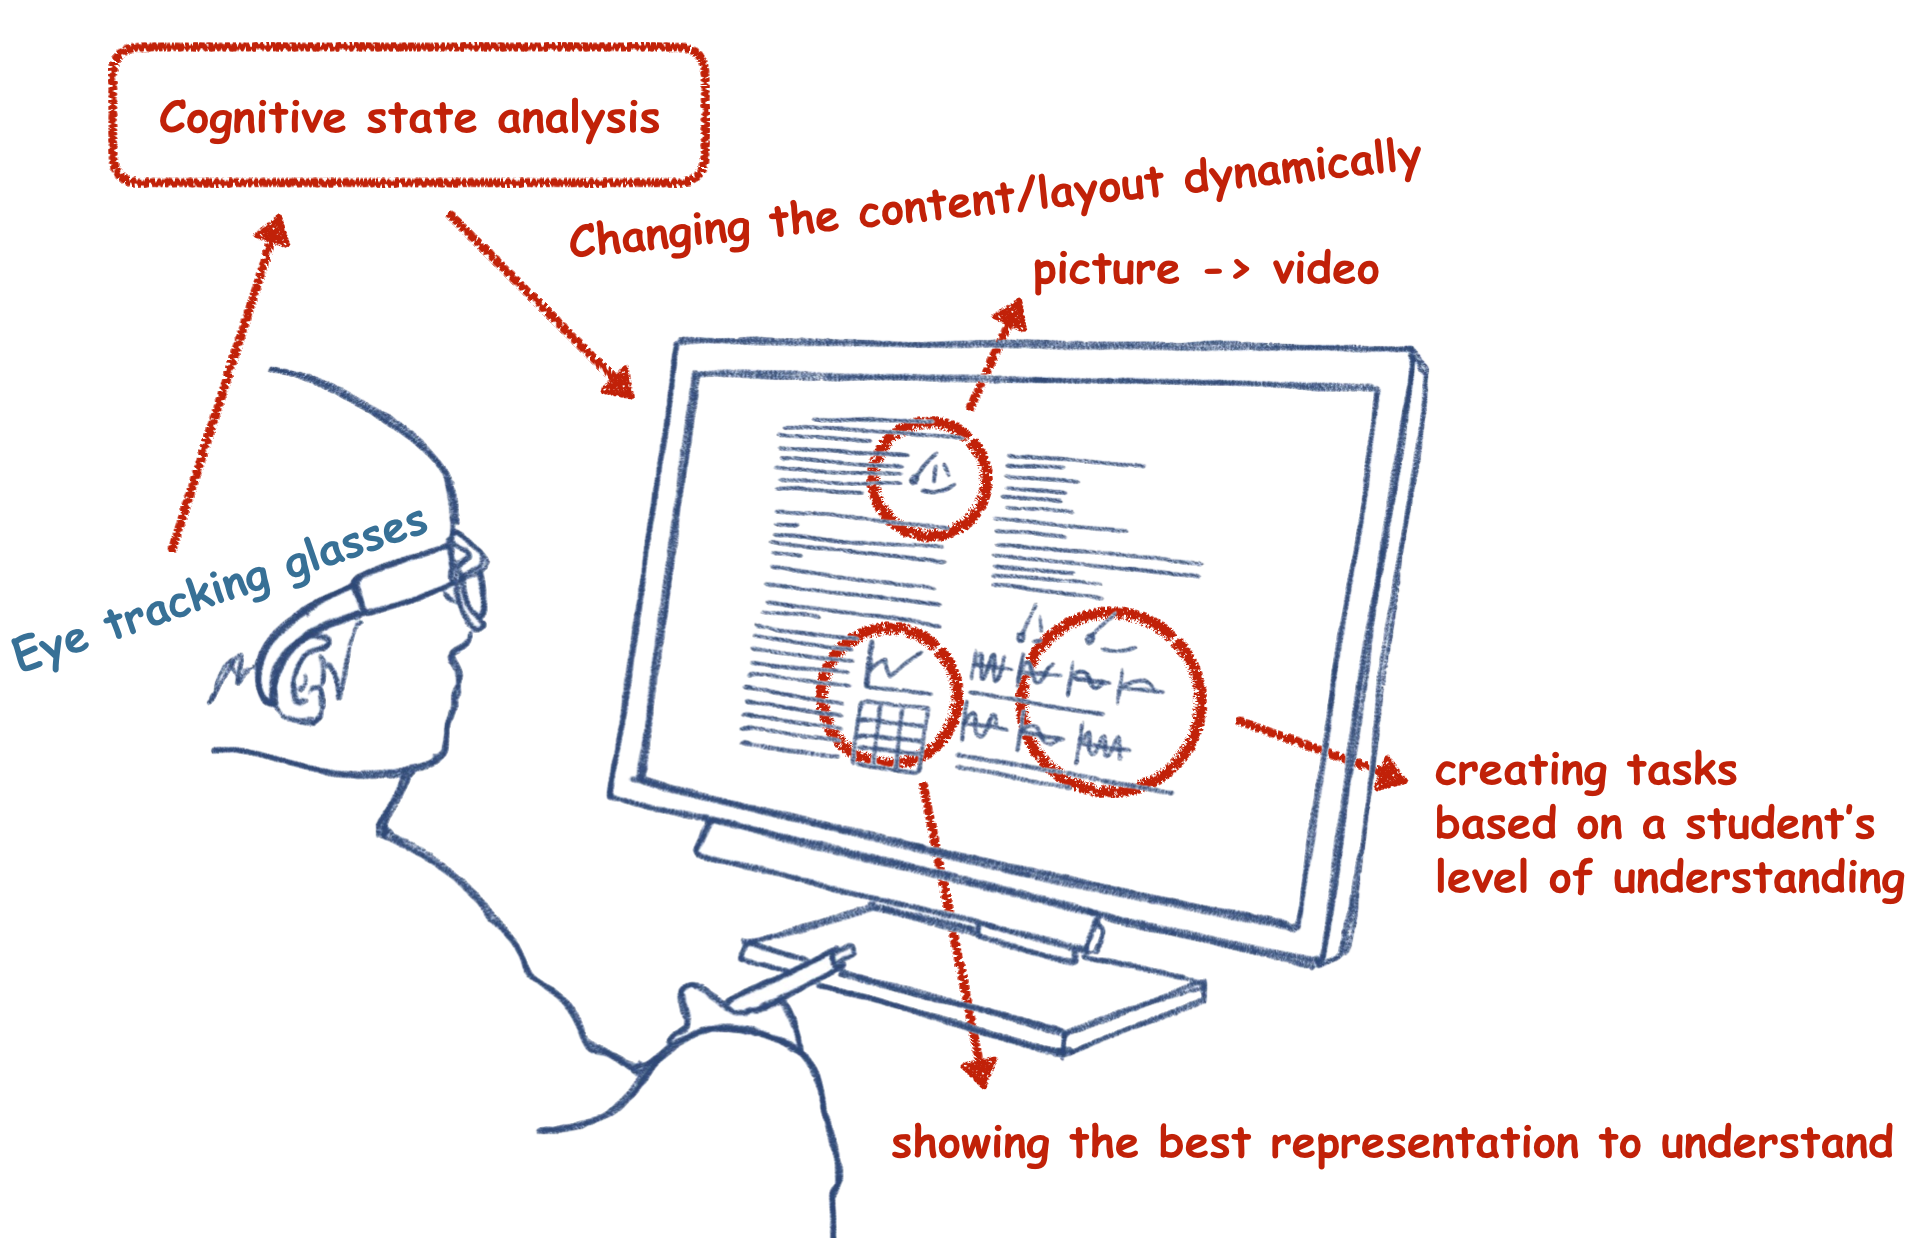 Cognitive state analysis
Changing the content/layout dynamically
picture -> video
Eye tracking glasses
creating tasks
based on a student's
level of understanding
showing the best representation to understand